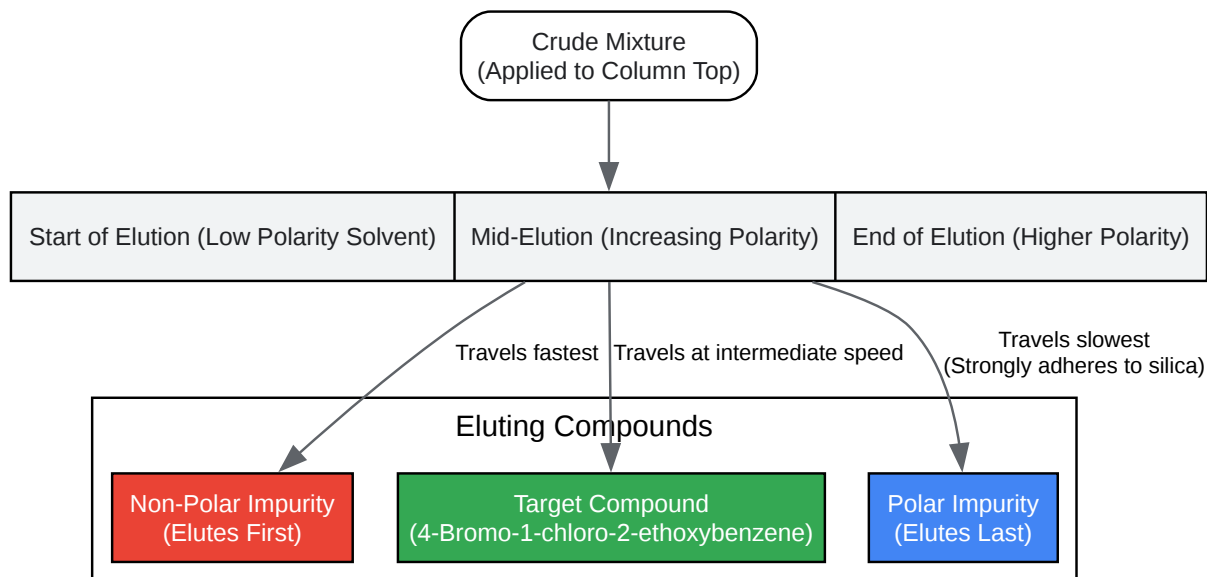 Crude Mixture
(Applied to Column Top)
Start of Elution (Low Polarity Solvent)
Mid-Elution (Increasing Polarity)
End of Elution (Higher Polarity)
Travels fastest
Travels at intermediate speed
Travels slowest
(Strongly adheres to silica)
Eluting Compounds
Non-Polar Impurity
(Elutes First)
Target Compound
(4-Bromo-1-chloro-2-ethoxybenzene)
Polar Impurity
(Elutes Last)